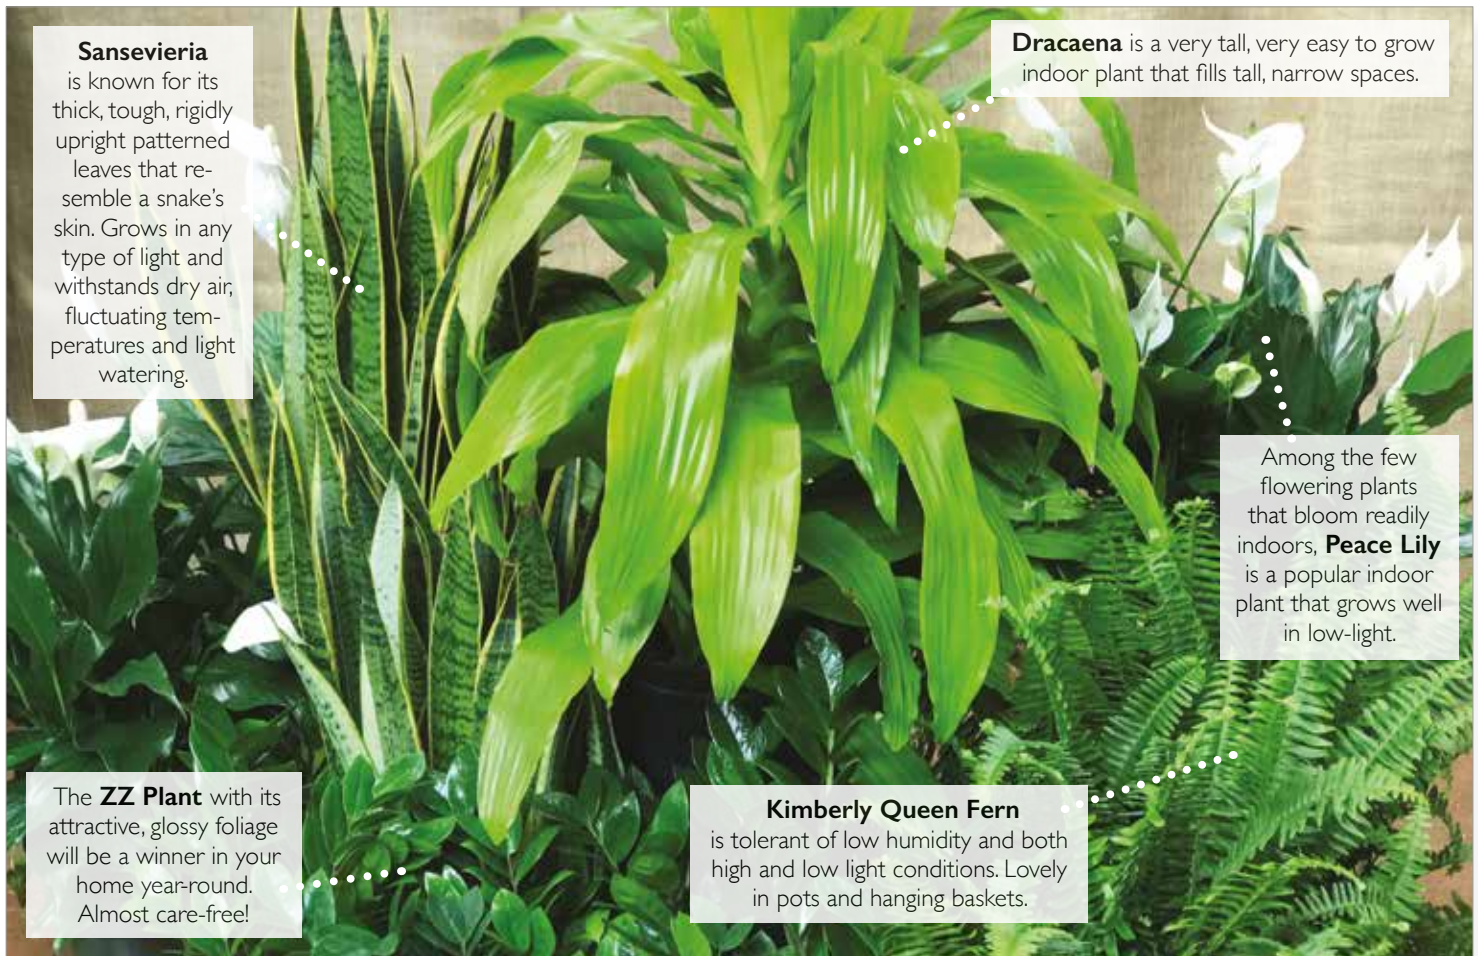 Sansevieria
is known for its
thick, tough, rigidly
upright patterned
leaves that re-
semble a snake's
skin. Grows in any
type of light and
withstands dry air,
fluctuating tem-
peratures and light
watering.
Dracaena is a very tall, very easy to grow
indoor plant that fills tall, narrow spaces.
Among the few
flowering plants
that bloom readily
indoors, Peace Lily
is a popular indoor
plant that grows well
in low-light.
The ZZ Plant with its
attractive, glossy foliage
will be a winner in your
home year-round.
Almost care-free!
Kimberly Queen Fern
is tolerant of low humidity and both
high and low light conditions. Lovely
in pots and hanging baskets.